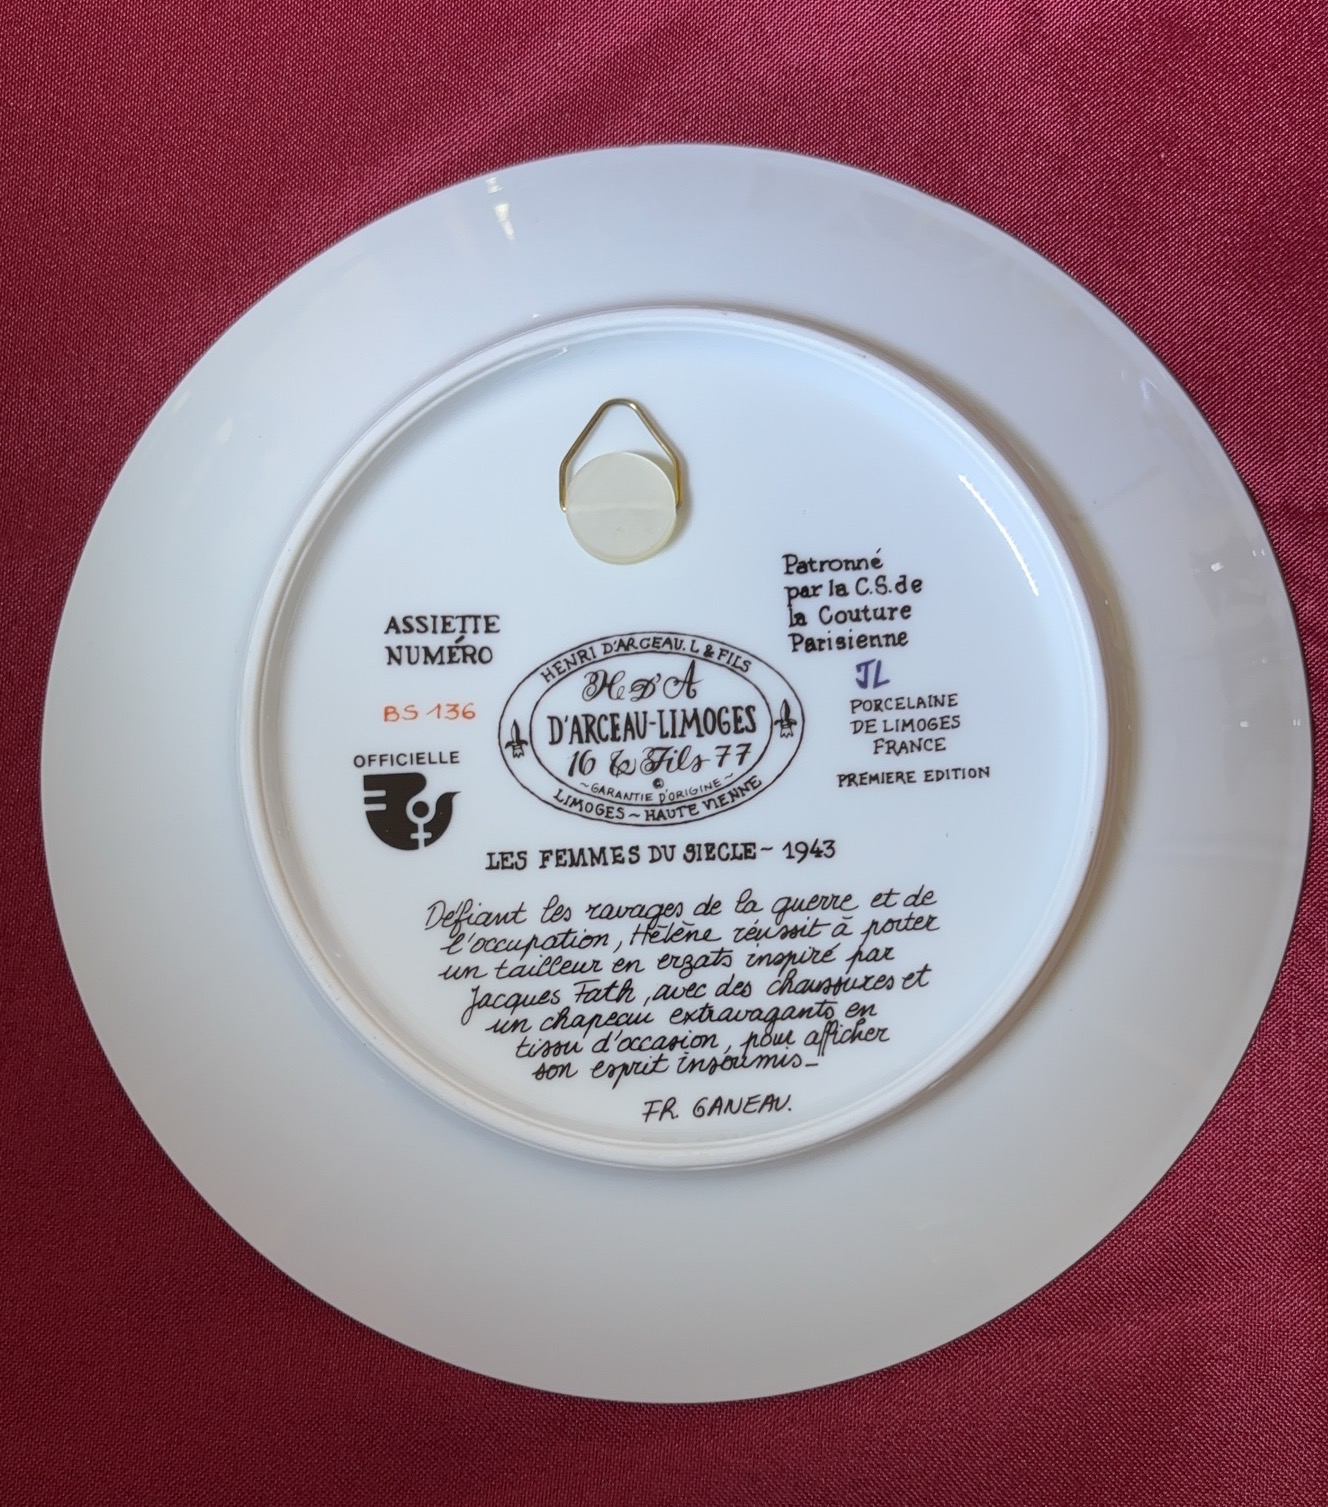 Patronné
par la C.S. de
la Couture
Parisienne
JL
PORCELAINE
DE LIMOGES
FRANCE
PREMIERE EDITION
ASSIETTE
NUMÉRO
BS 136
OFFICIELLE
HENRI D'ARCEAU. L & FILS
H D'A
D'ARCEAU-LIMOGES
16 & Fils 77
©
~GARANTIE D'ORIGINE~
LIMOGES ~ HAUTE VIENNE
LES FEMMES DU SIECLE ~ 1943
Défiant les ravages de la guerre et de
l'occupation, Hélène réussit à porter
un tailleur en erzats inspiré par
Jacques Fath, avec des chaussures et
un chapeau extravagants en
tissu d'occasion, pour afficher
son esprit insoumis_
FR. GANEAU.